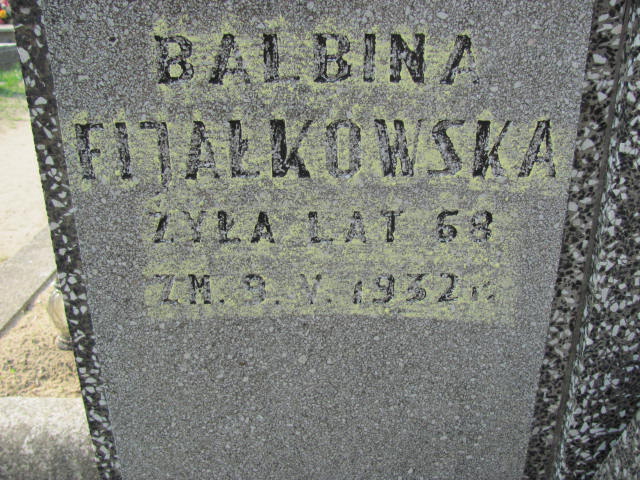 BALBINA
FIJAŁKOWSKA
ŻYŁA LAT 68
ZM. 9. V. 1932 r.